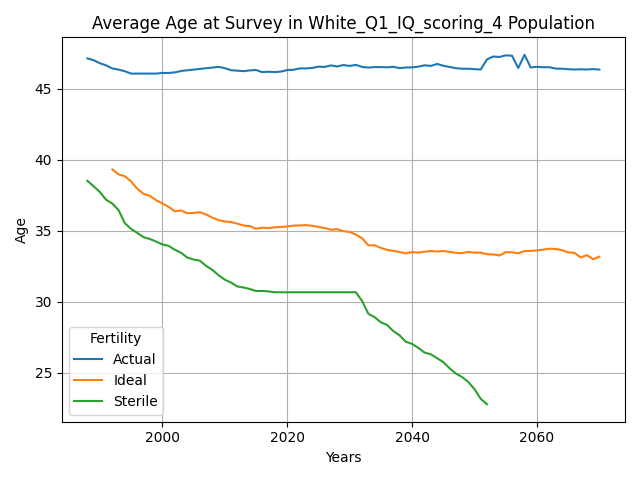 Average Age at Survey in White_Q1_IQ_scoring_4 Population
Age
45
40
35
30
25
Fertility
Actual
Ideal
Sterile
2000
2020
2040
2060
Years